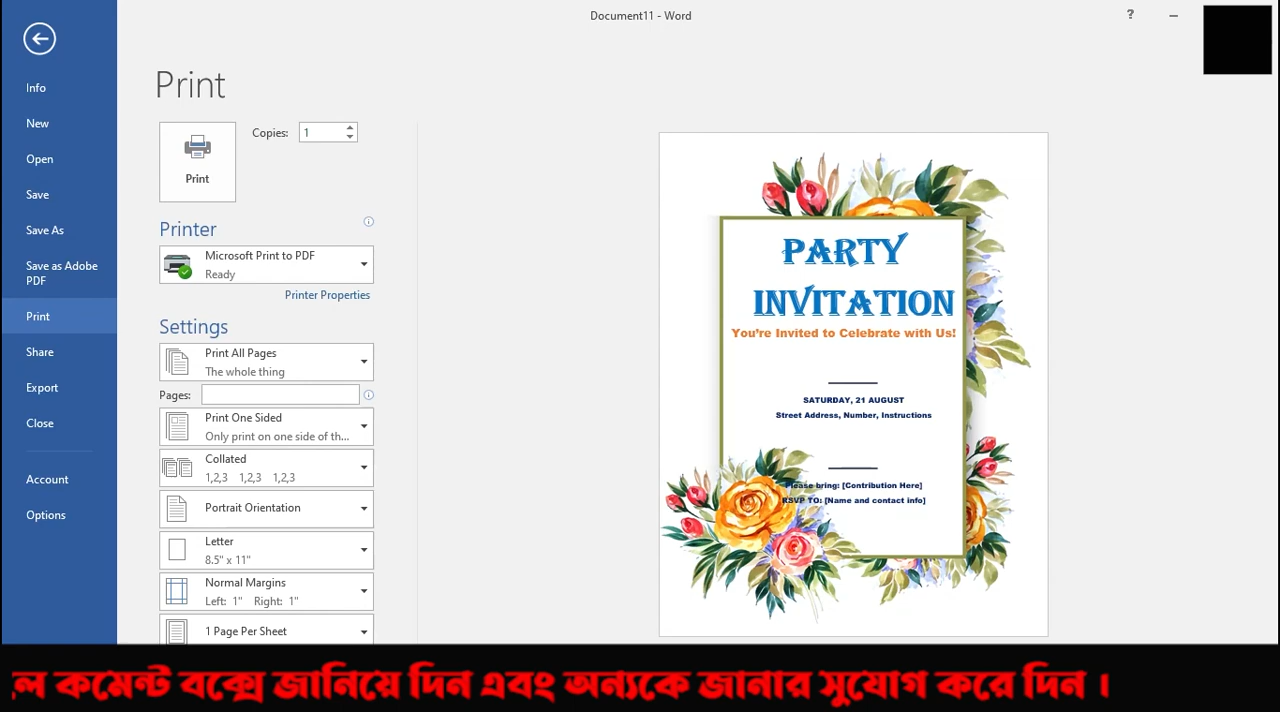 Document11 - Word
?
Info
New
Open
Save
Save As
Save as Adobe
PDF
Print
Share
Export
Close
Account
Options
Print
Print
Copies: 1
Printer
Microsoft Print to PDF
Ready
Printer Properties
Settings
Print All Pages
The whole thing
Pages:
Print One Sided
Only print on one side of th...
Collated
1,2,3 1,2,3 1,2,3
Portrait Orientation
Letter
8.5" x 11"
Normal Margins
Left: 1" Right: 1"
1 Page Per Sheet
PARTY
INVITATION
You're Invited to Celebrate with Us!
SATURDAY, 21 AUGUST
Street Address, Number, Instructions
Please bring: [Contribution Here]
RSVP TO: [Name and contact info]
কমেন্ট বক্সে জানিয়ে দিন এবং অন্যকে জানার সুযোগ করে দিন ।